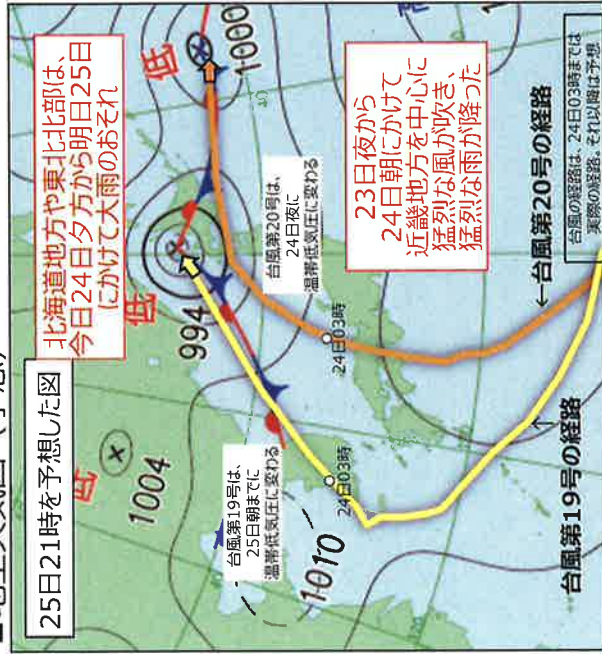 25日21時を予想した図
北海道地方や東北北部は、
今日24日夕方から明日25日
にかけて大雨のおそれ
低
1004
低
994
低
1000
台風第19号は、
25日朝までに
温帯低気圧に変わる
台風第20号は、
24日夜に
温帯低気圧に変わる
23日夜から
24日朝にかけて
近畿地方を中心に
猛烈な風が吹き、
猛烈な雨が降った
1010
24日03時
24日03時
台風第19号の経路
←台風第20号の経路
台風の経路は、24日03時までは
実際の経路。それ以降は予想